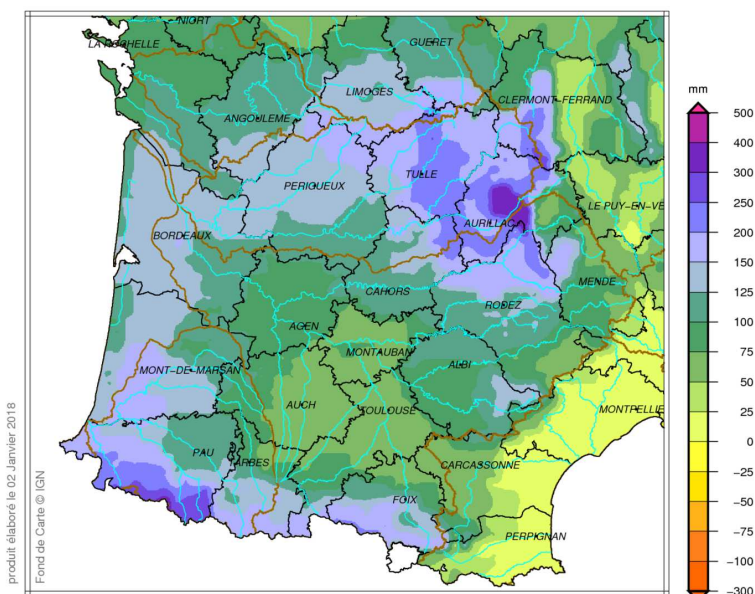 NIORT
LA ROCHELLE
GUERET
mm
LIMOGES
CLERMONT-FERRAND
500
ANGOULEME
400
300
TULLE
PERIGUEUX
250
LE PUY-EN-VE
AURILLAC
200
BORDEAUX
150
MENDE
CAHORS
125
RODEZ
100
AGEN
MONTAUBAN
75
ALBI
MONT-DE-MARSAN
50
AUCH
TOULOUSE
MONTPELLIE
25
0
PAU
TARBES
CARCASSONNE
-25
FOIX
-50
-75
PERPIGNAN
-100
-300
produit élaboré le 02 Janvier 2018
Fond de Carte © IGN